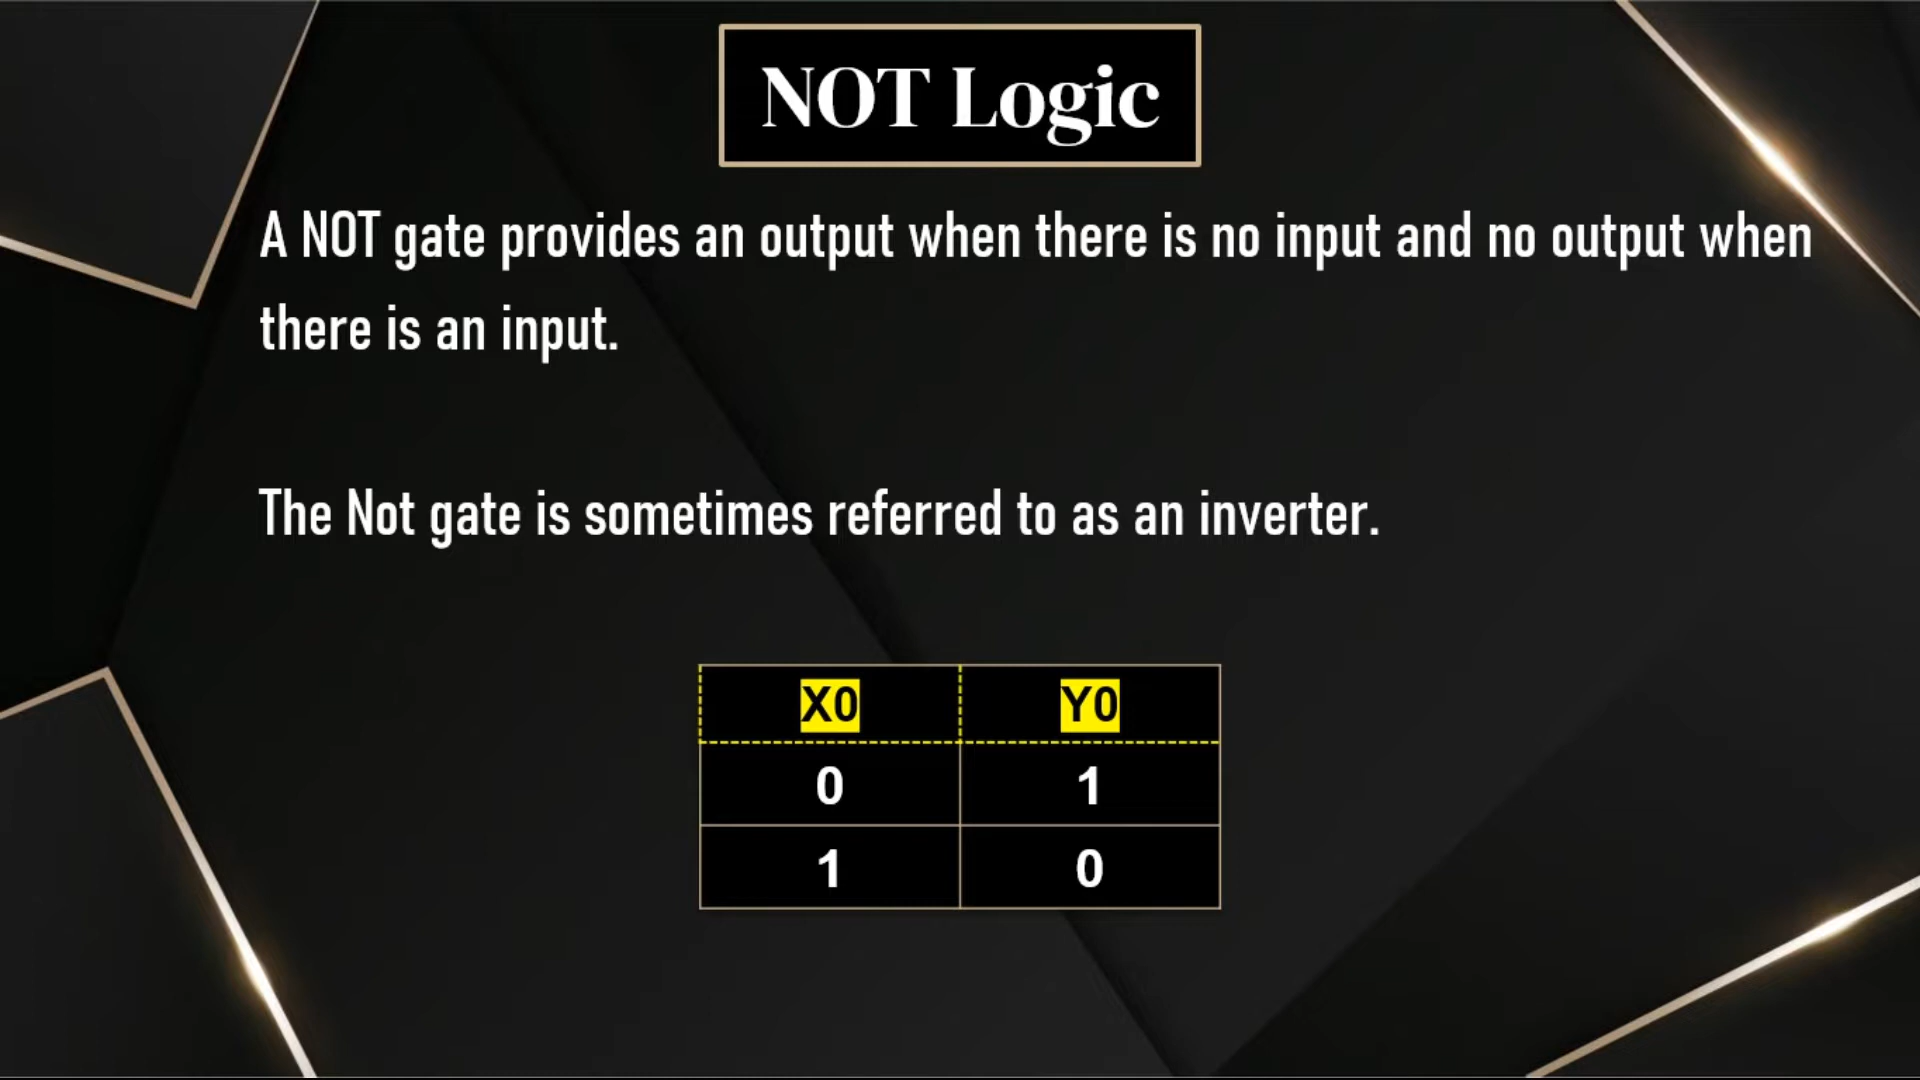 NOT Logic
A NOT gate provides an output when there is no input and no output when
there is an input.
The Not gate is sometimes referred to as an inverter.
X0 Y0
0 1
1 0